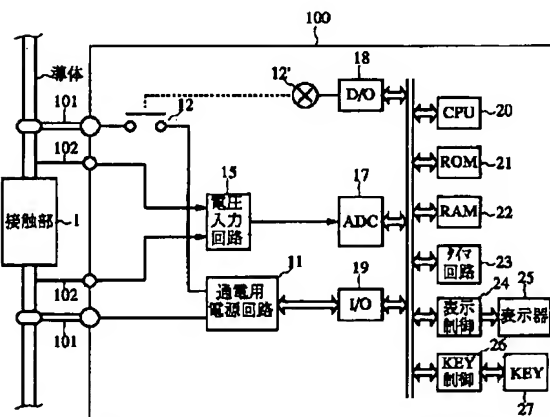 100
導体
101
12
12'
18
D/O
CPU
20
102
15
電圧
入力
回路
17
ADC
ROM
21
接触部
1
RAM
22
タイマ
回路
23
102
11
通電用
電源回路
19
I/O
24
表示
制御
25
表示器
101
26
KEY
制御
KEY
27